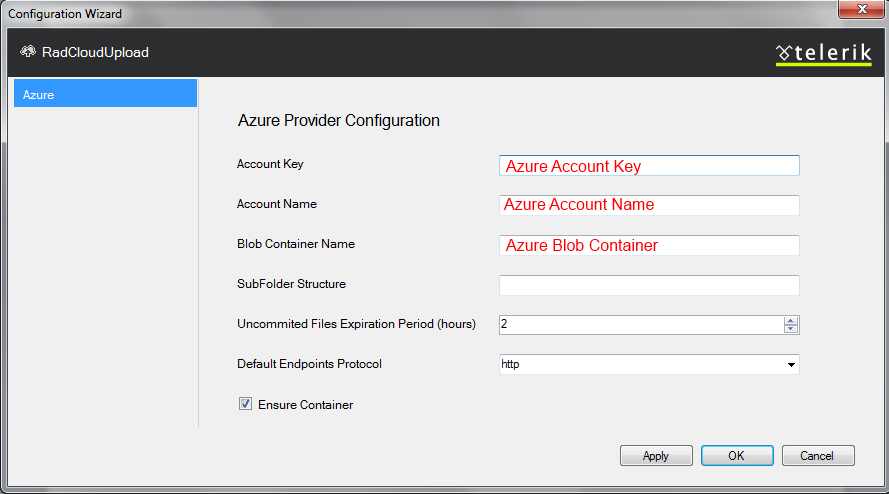 Configuration Wizard
RadCloudUpload
telerik
Azure
Azure Provider Configuration
Account Key
Azure Account Key
Account Name
Azure Account Name
Blob Container Name
Azure Blob Container
SubFolder Structure
Uncommited Files Expiration Period (hours)
2
Default Endpoints Protocol
http
Ensure Container
Apply
OK
Cancel